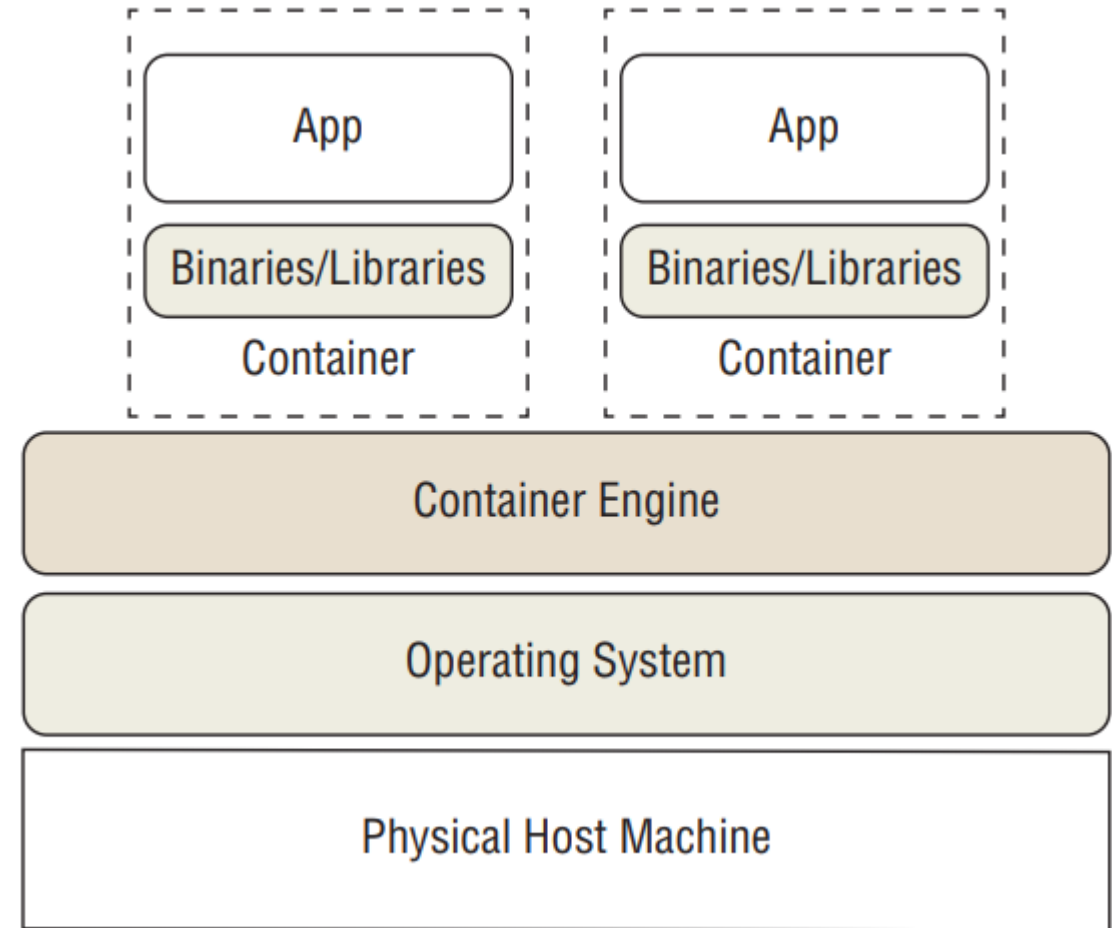 App
Binaries/Libraries
Container
App
Binaries/Libraries
Container
Container Engine
Operating System
Physical Host Machine